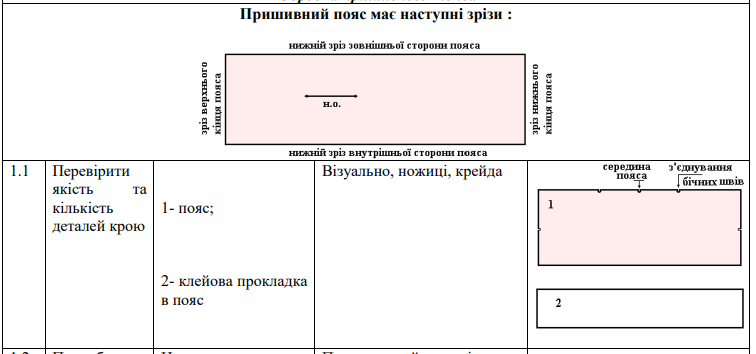 Пришивний пояс має наступні зрізи :
нижній зріз зовнішньої сторони пояса
зріз верхнього
кінця пояса
н.о.
зріз нижнього
кінця пояса
нижній зріз внутрішньої сторони пояса
1.1
Перевірити
якість та
кількість
деталей крою
1- пояс;
2- клейова прокладка
в пояс
Візуально, ножиці, крейда
середина
пояса
з'єднування
бічних швів
1
2